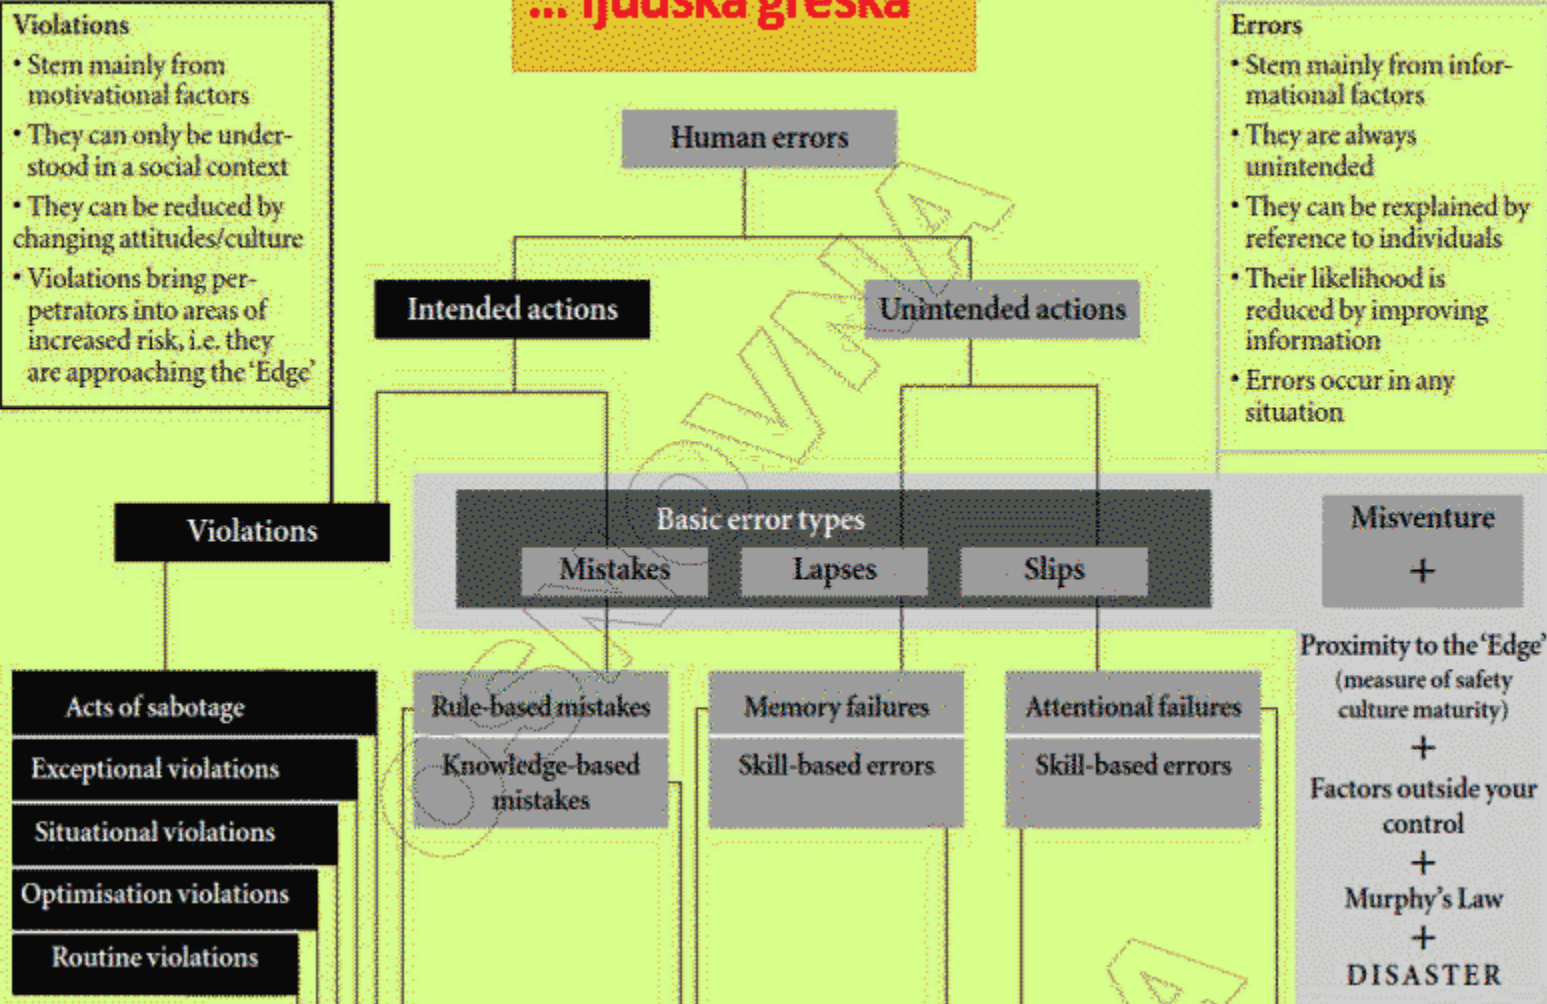 Violations
• Stem mainly from
motivational factors
• They can only be under-
stood in a social context
• They can be reduced by
changing attitudes/culture
• Violations bring per-
petrators into areas of
increased risk, i.e. they
are approaching the 'Edge'
... ljudska greška
Human errors
Intended actions
Unintended actions
Errors
• Stem mainly from infor-
mational factors
• They are always
unintended
• They can be rexplained by
reference to individuals
• Their likelihood is
reduced by improving
information
• Errors occur in any
situation
Violations
Basic error types
Mistakes
Lapses
Slips
Acts of sabotage
Exceptional violations
Situational violations
Optimisation violations
Routine violations
Rule-based mistakes
Knowledge-based
mistakes
Memory failures
Skill-based errors
Attentional failures
Skill-based errors
Misventure
+
Proximity to the 'Edge'
(measure of safety
culture maturity)
+
Factors outside your
control
+
Murphy's Law
+
DISASTER